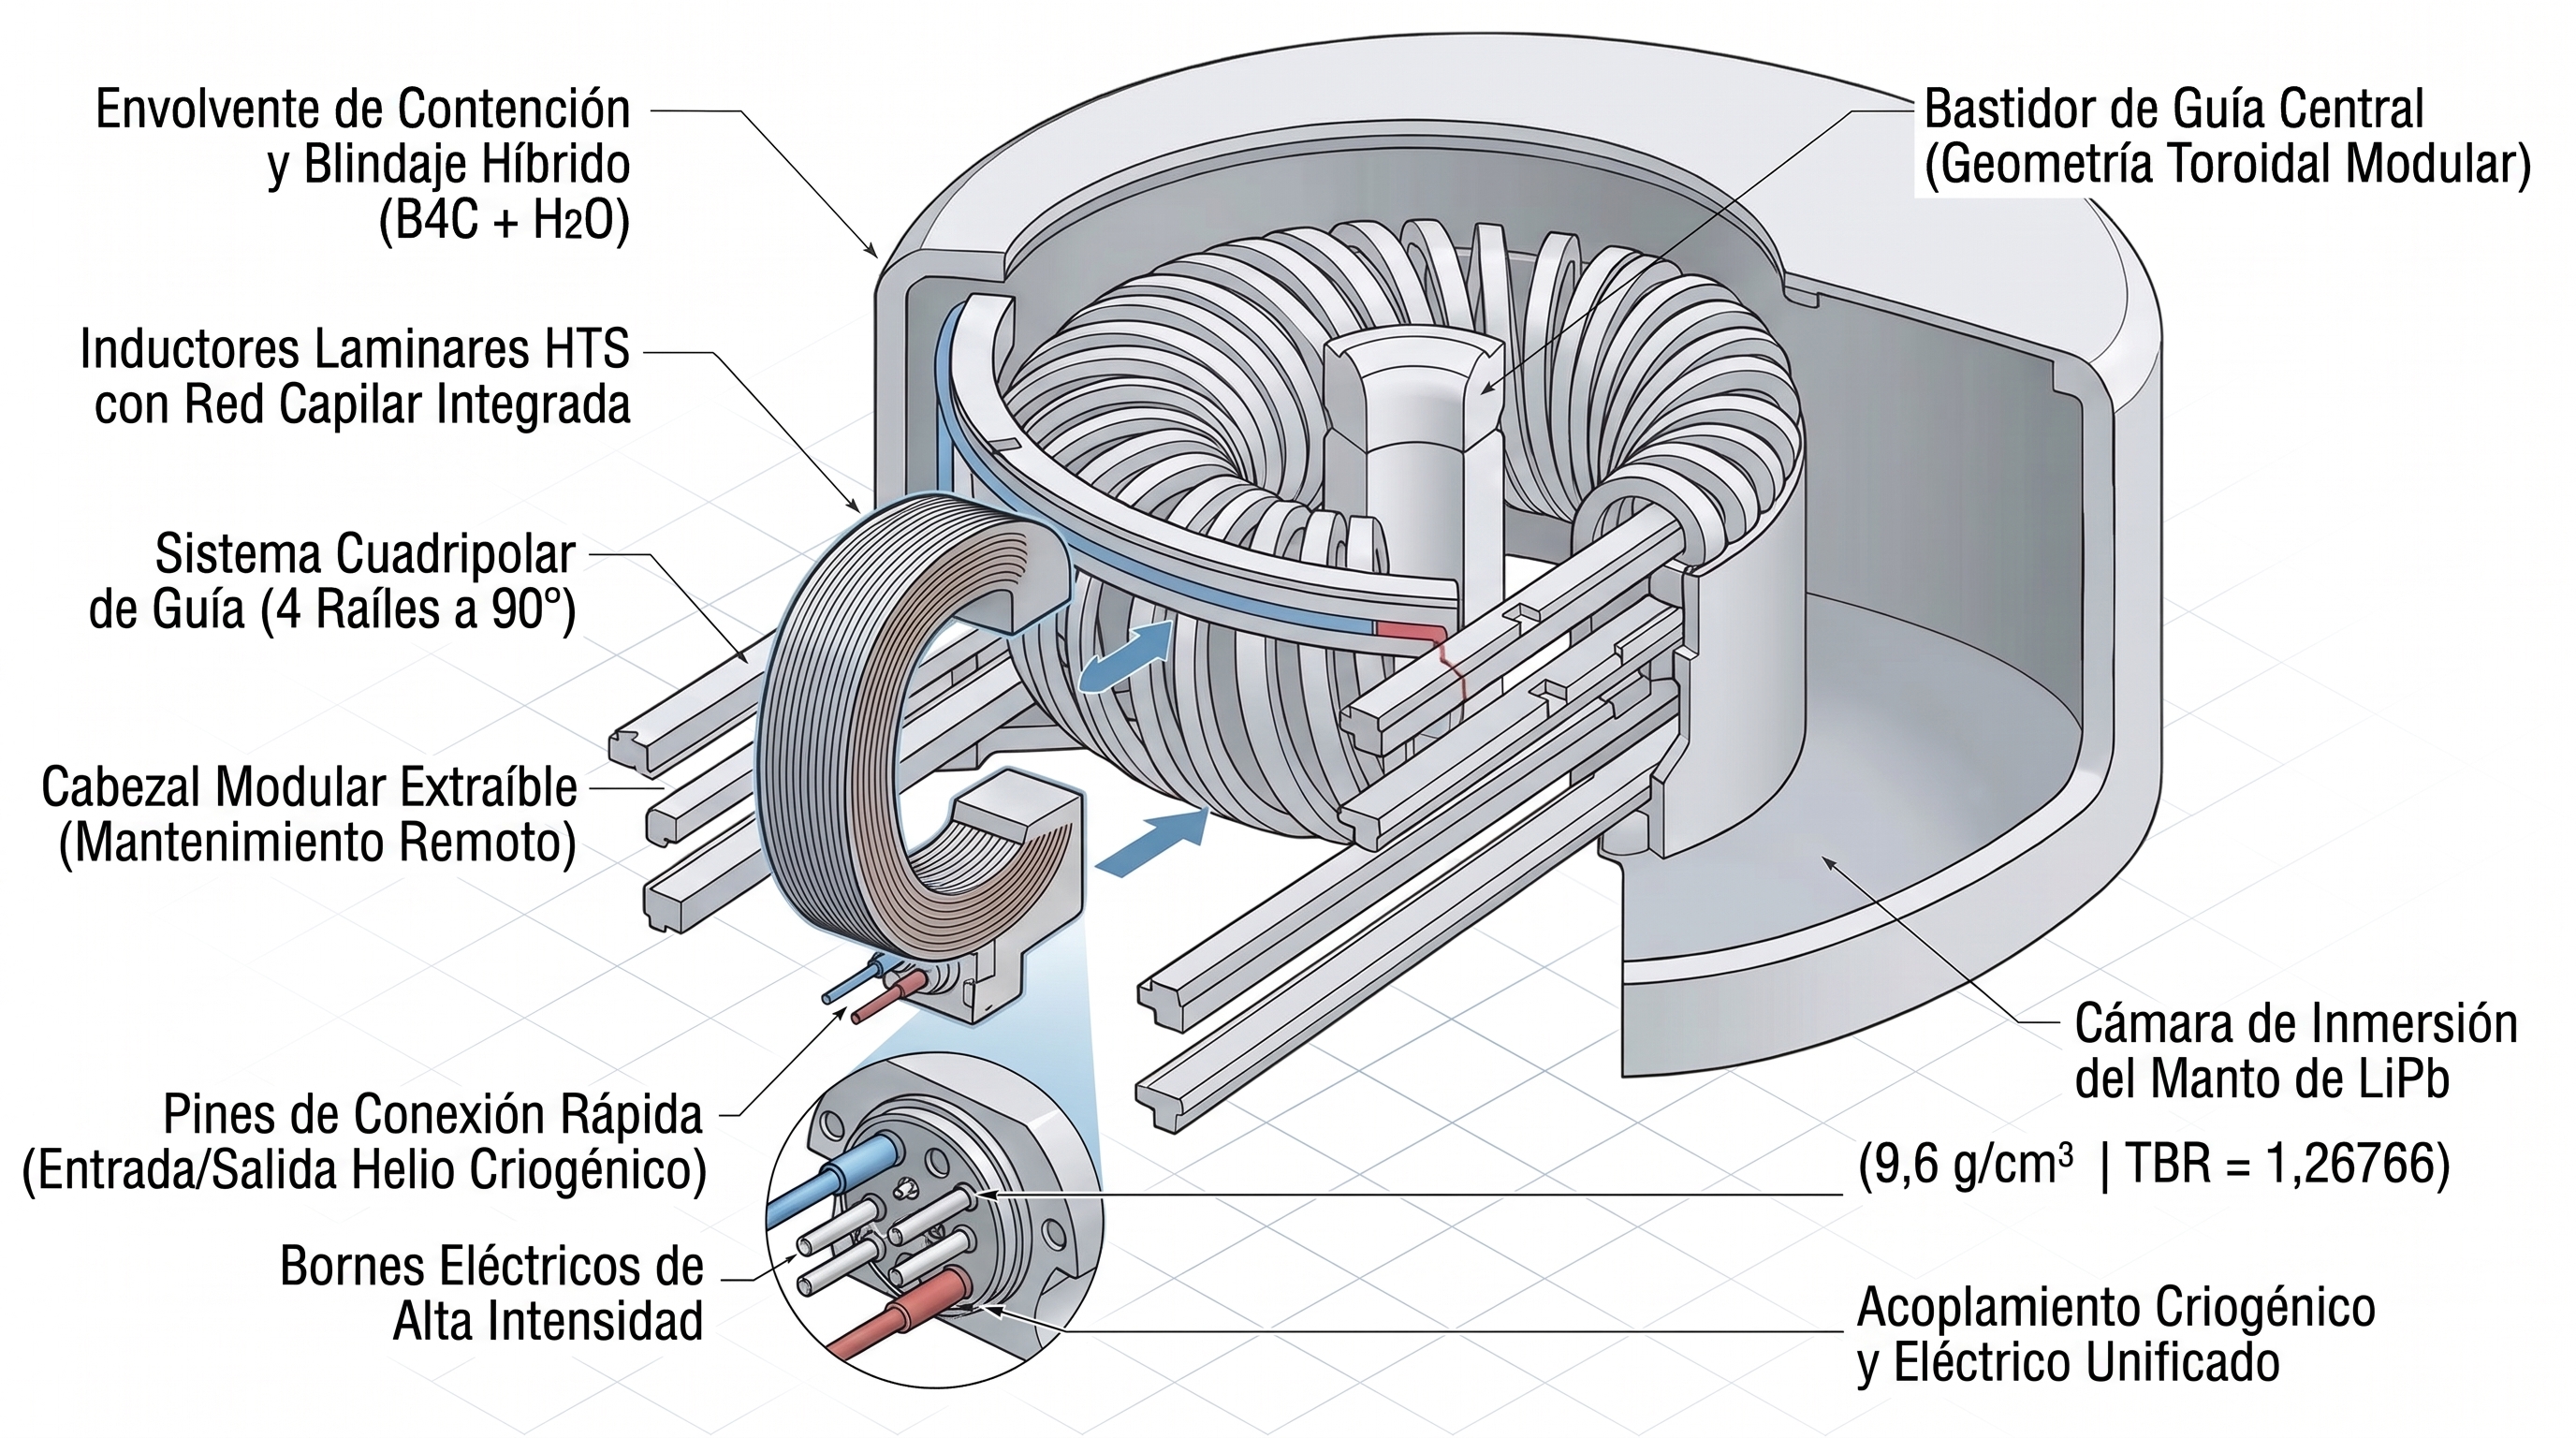 Envolvente de Contención
y Blindaje Híbrido
(B4C + H2O)
Inductores Laminares HTS
con Red Capilar Integrada
Sistema Cuadripolar
de Guía (4 Raíles a 90°)
Cabezal Modular Extraíble
(Mantenimiento Remoto)
Pines de Conexión Rápida
(Entrada/Salida Helio Criogénico)
Bornes Eléctricos de
Alta Intensidad
Bastidor de Guía Central
(Geometría Toroidal Modular)
Cámara de Inmersión
del Manto de LiPb
(9,6 g/cm³ | TBR = 1,26766)
Acoplamiento Criogénico
y Eléctrico Unificado